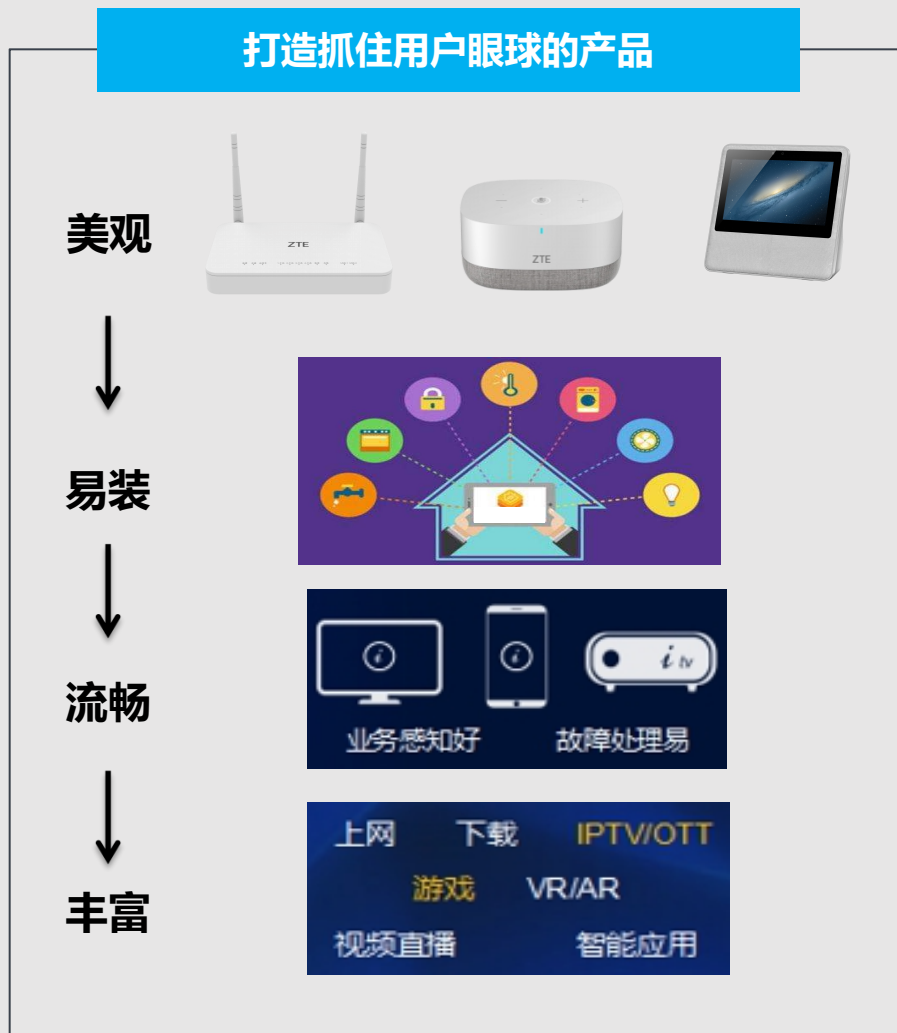 打造抓住用户眼球的产品
美观
ZTE
ZTE
易装
流畅
i
i
i tv
业务感知好 故障处理易
丰富
上网 下载 IPTV/OTT
游戏 VR/AR
视频直播 智能应用